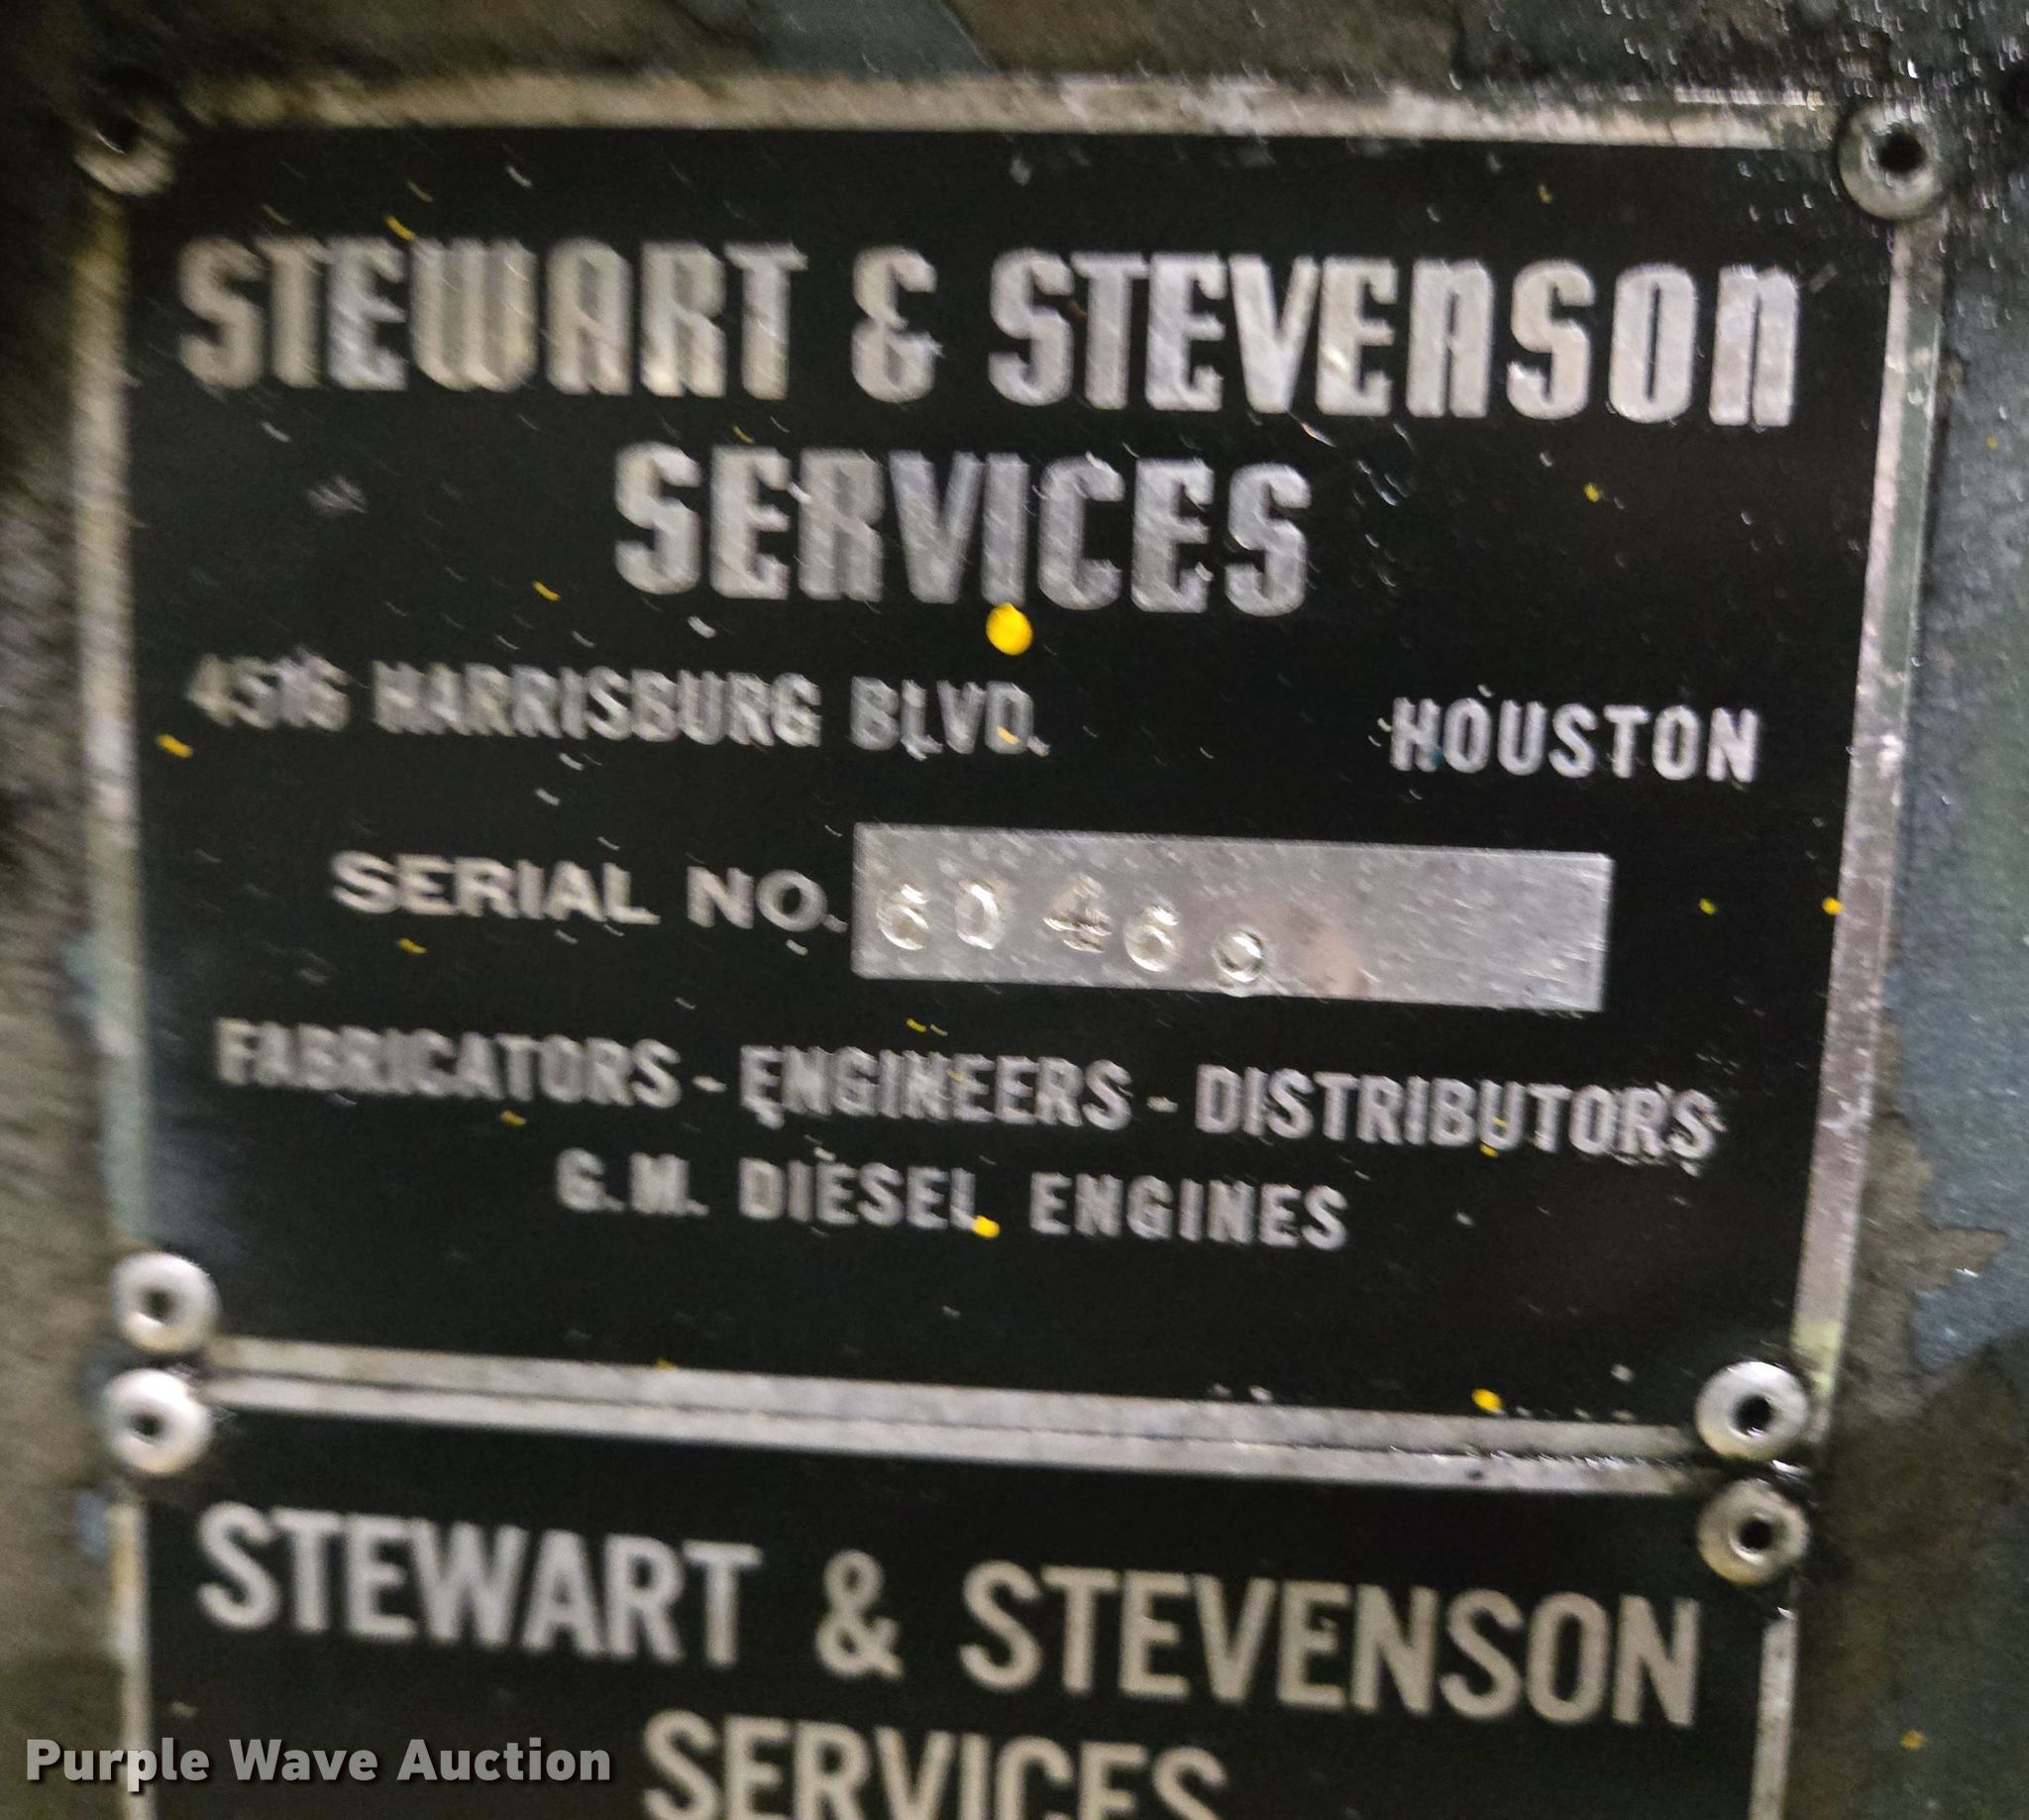 STEWART & STEVENSON
SERVICES
4516 HARRISBURG BLVD. HOUSTON
SERIAL NO.
FABRICATORS - ENGINEERS - DISTRIBUTORS
G.M. DIESEL ENGINES
STEWART & STEVENSON
SERVICES
Purple Wave Auction